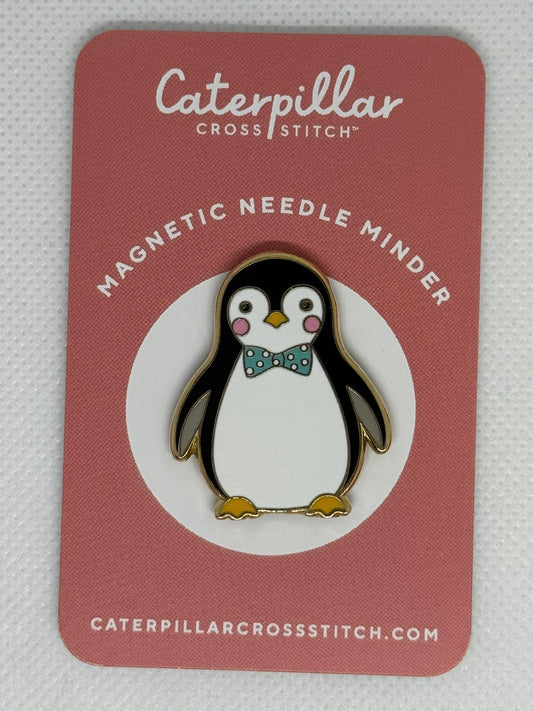 Caterpillar
CROSS STITCH™
MAGNETIC NEEDLE MINDER
CATERPILLARCROSSSTITCH.COM